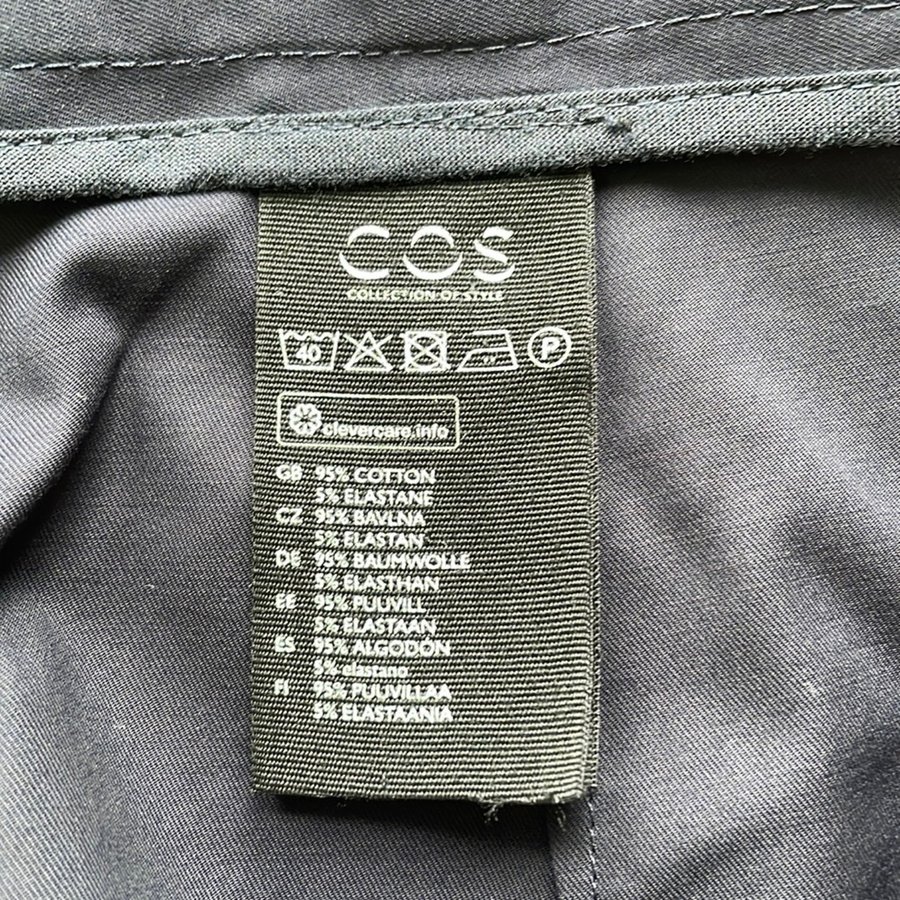 COS
COLLECTION OF STYLE
40 P
clevercare.info
GB 95% COTTON
5% ELASTANE
CZ 95% BAVLNA
5% ELASTAN
DE 95% BAUMWOLLE
5% ELASTHAN
EE 95% PUUVILL
5% ELASTAAN
ES 95% ALGODÓN
5% elastano
FI 95% PUUVILLAA
5% ELASTAANIA